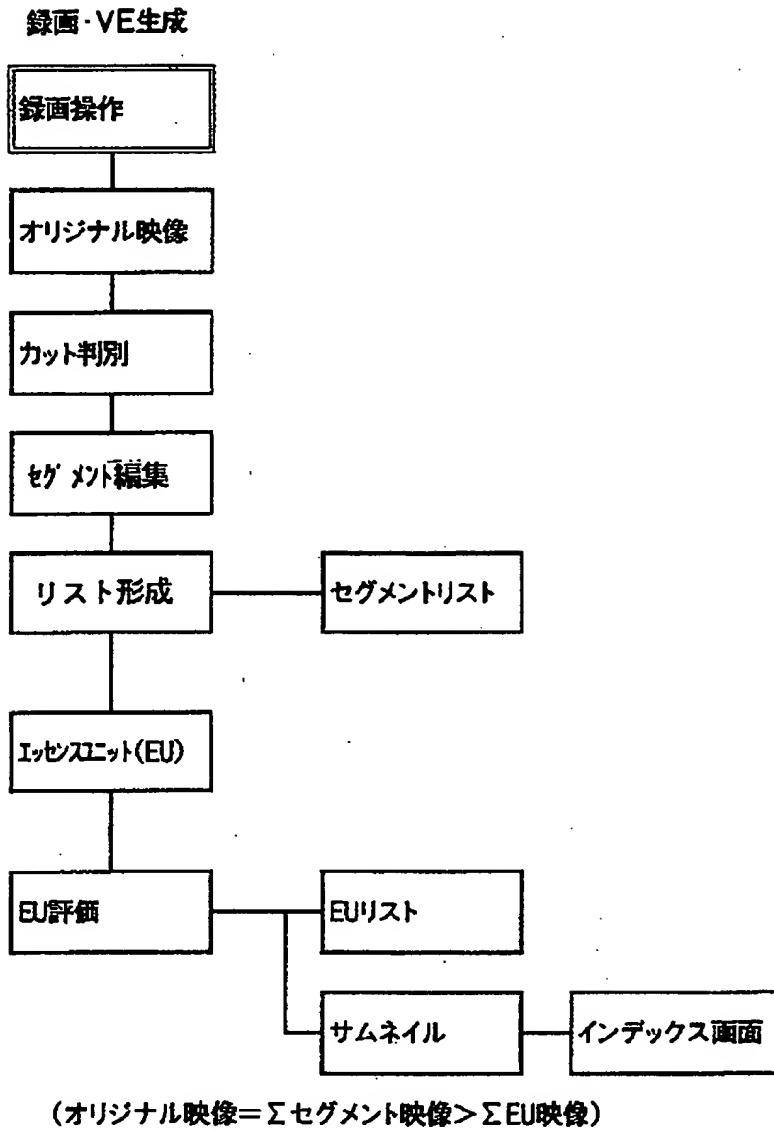 録画・VE生成
録画操作
オリジナル映像
カット判別
セグメント編集
リスト形成
セグメントリスト
エッセンスユニット(EU)
EU評価
EUリスト
サムネイル
インデックス画面
(オリジナル映像=Σセグメント映像>ΣEU映像)